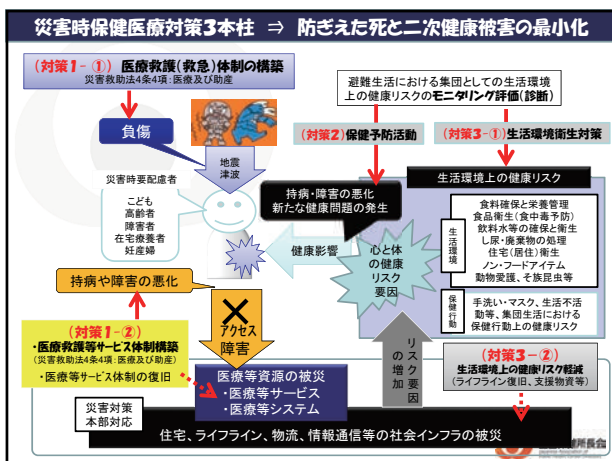 災害時保健医療対策3本柱 ⇒ 防ぎえた死と二次健康被害の最小化
(対策1-①) 医療救護(救急)体制の構築
災害救助法4条4項:医療及び助産
避難生活における集団としての生活環境
上の健康リスクのモニタリング評価(診断)
負傷
(対策2)保健予防活動
(対策3-①)生活環境衛生対策
地震
津波
災害時要配慮者
こども
高齢者
障害者
在宅療養者
妊産婦
持病・障害の悪化
新たな健康問題の発生
生活環境上の健康リスク
生活環境
食料確保と栄養管理
食品衛生(食中毒予防)
飲料水等の確保と衛生
し尿・廃棄物の処理
住宅(居住)衛生
ノン・フードアイテム
動物愛護、そ族昆虫等
健康影響
心と体
の健康
リスク
要因
保健行動
手洗い・マスク、生活不活
動等、集団生活における
保健行動上の健康リスク
持病や障害の悪化
アクセス
障害
(対策1-②)
・医療救護等サービス体制構築
(災害救助法4条4項:医療及び助産)
・医療等サービス体制の復旧
リスク要因
の増加
(対策3-②)
生活環境上の健康リスク軽減
(ライフライン復旧、支援物資等)
医療等資源の被災
・医療等サービス
・医療等システム
災害対策
本部対応
住宅、ライフライン、物流、情報通信等の社会インフラの被災
健所長会